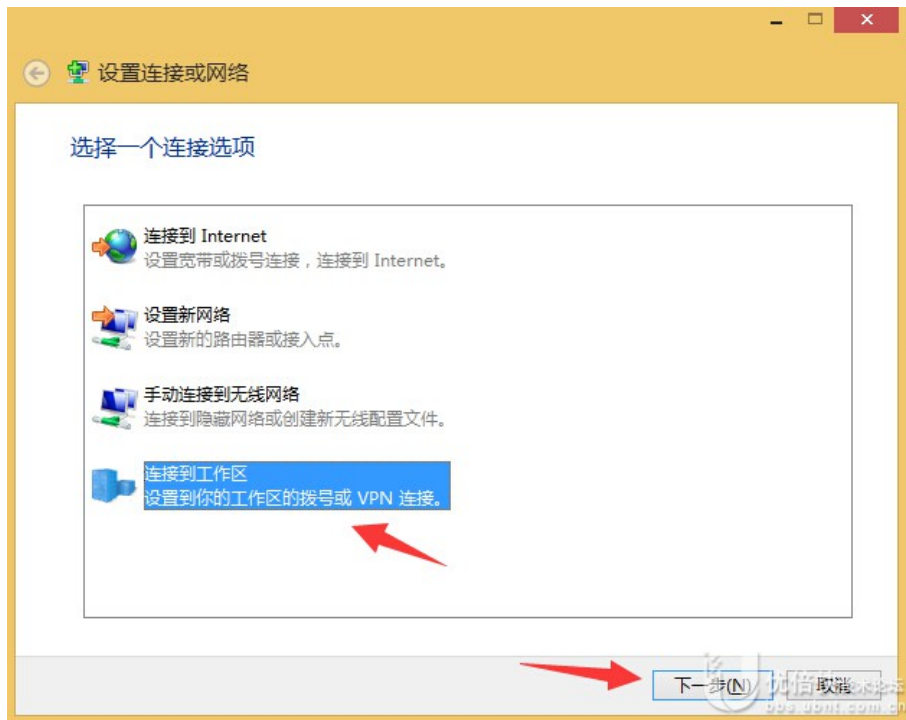 设置连接或网络
选择一个连接选项
连接到 Internet
设置宽带或拨号连接，连接到 Internet。
设置新网络
设置新的路由器或接入点。
手动连接到无线网络
连接到隐藏网络或创建新无线配置文件。
连接到工作区
设置到你的工作区的拨号或 VPN 连接。
下一步(N)
取消
bbs.ubnt.com.cn